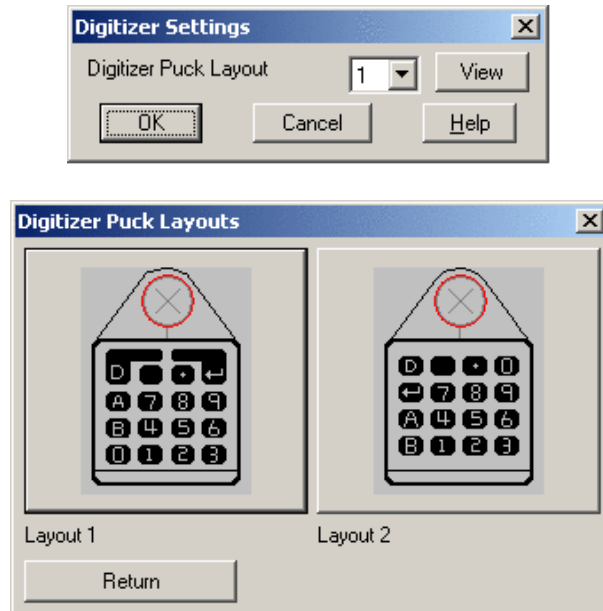 Digitizer Settings
Digitizer Puck Layout 1 View
OK Cancel Help
Digitizer Puck Layouts
D . ↵
A 7 8 9
B 4 5 6
0 1 2 3
D . 0
↵ 7 8 9
A 4 5 6
B 1 2 3
Layout 1 Layout 2
Return